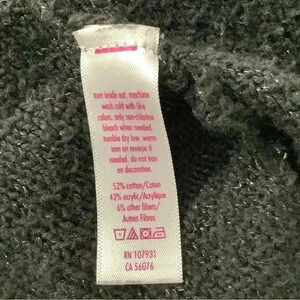 turn inside out. machine
wash cold with like
colors. only non-chlorine
bleach when needed.
tumble dry low. warm
iron on reverse if
needed. do not iron
on decoration.
52% cotton/Coton
42% acrylic/Acrylique
6% other fibers/
Autres Fibres
RN 107931
CA 56076